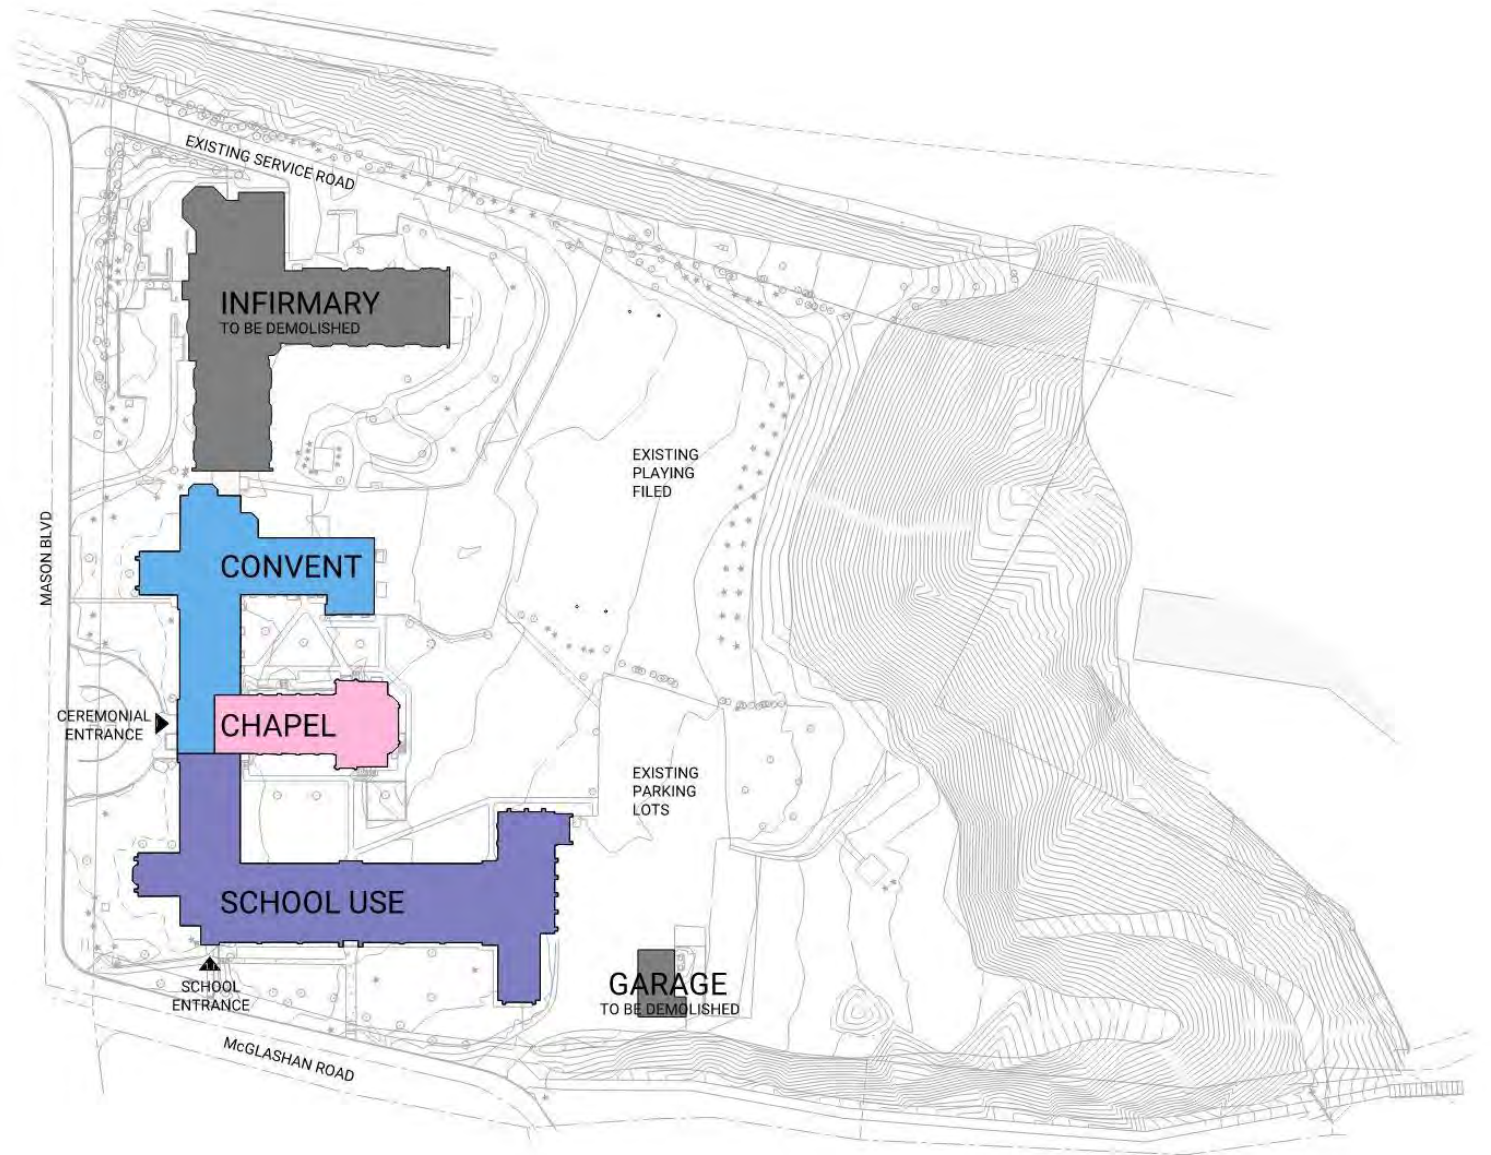 EXISTING SERVICE ROAD
INFIRMARY
TO BE DEMOLISHED
EXISTING
PLAYING
FILED
MASON BLVD
CONVENT
CEREMONIAL
ENTRANCE
CHAPEL
EXISTING
PARKING
LOTS
SCHOOL USE
SCHOOL
ENTRANCE
GARAGE
TO BE DEMOLISHED
McGLASHAN ROAD